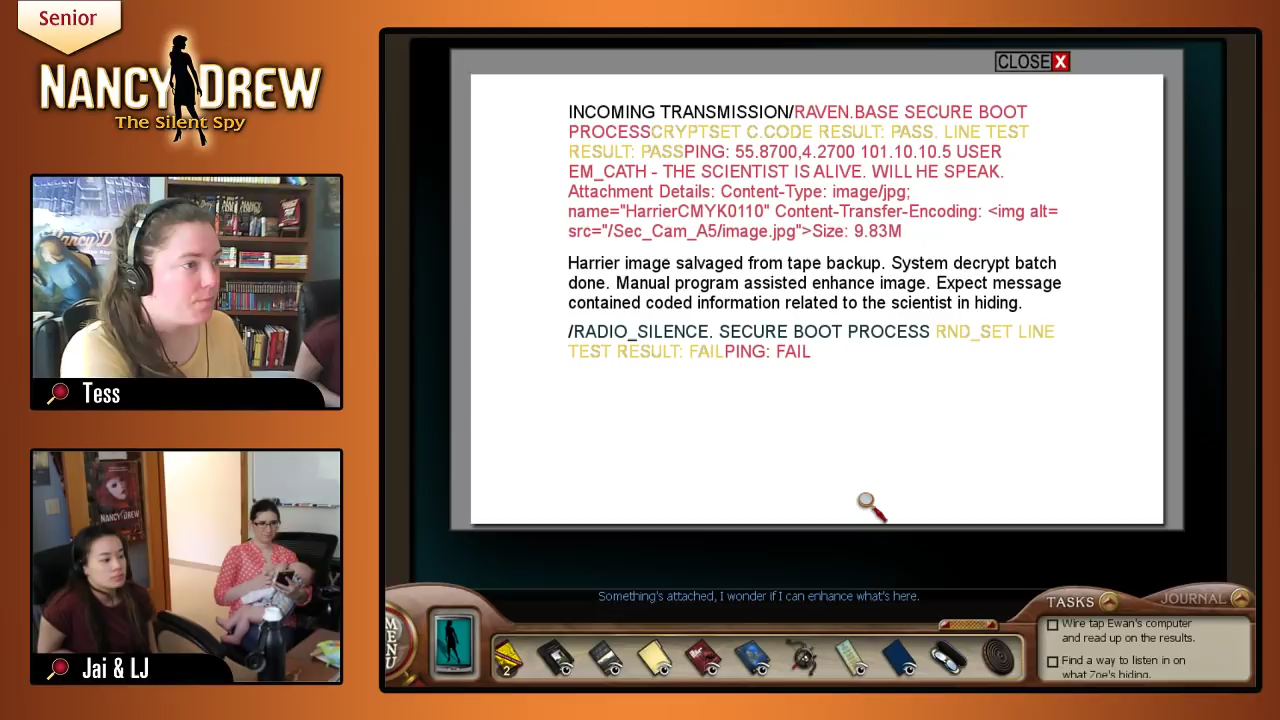 Senior
NANCY DREW
The Silent Spy
Tess
NANCY DREW
Jai & LJ
CLOSE X
INCOMING TRANSMISSION/RAVEN.BASE SECURE BOOT
PROCESSCRYPTSET C.CODE RESULT: PASS. LINE TEST
RESULT: PASSPING: 55.8700,4.2700 101.10.10.5 USER
EM_CATH - THE SCIENTIST IS ALIVE. WILL HE SPEAK.
Attachment Details: Content-Type: image/jpg;
name="HarrierCMYK0110" Content-Transfer-Encoding: <img alt=
src="/Sec_Cam_A5/image.jpg">Size: 9.83M
Harrier image salvaged from tape backup. System decrypt batch
done. Manual program assisted enhance image. Expect message
contained coded information related to the scientist in hiding.
/RADIO_SILENCE. SECURE BOOT PROCESS RND_SET LINE
TEST RESULT: FAILPING: FAIL
Something's attached, I wonder if I can enhance what's here.
MENU
2
TASKS
JOURNAL
Wire tap Ewan's computer
and read up on the results.
Find a way to listen in on
what Zoe's hiding.